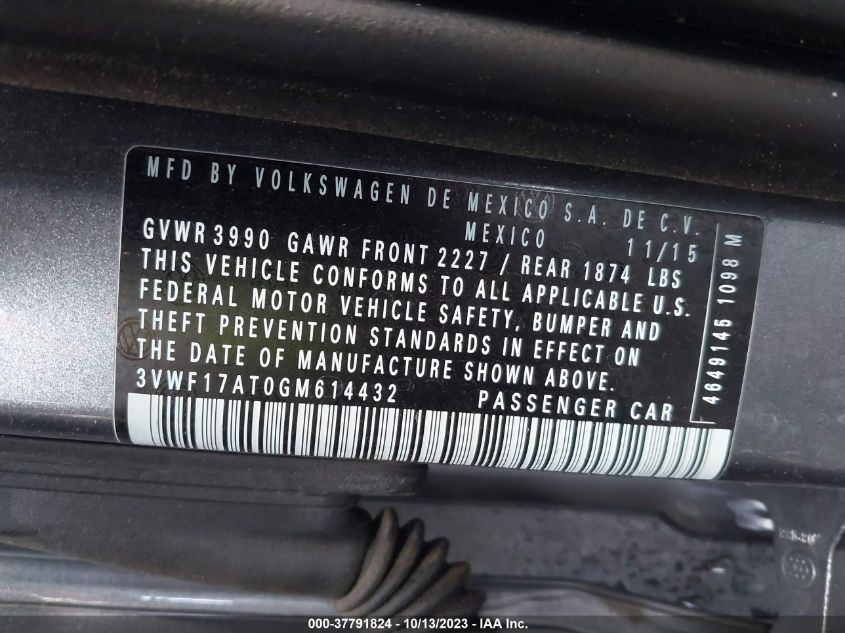 MFD BY VOLKSWAGEN DE MEXICO S.A. DE C.V.
MEXICO 11/15
GVWR 3990 GAWR FRONT 2227 / REAR 1874 LBS
THIS VEHICLE CONFORMS TO ALL APPLICABLE U.S.
FEDERAL MOTOR VEHICLE SAFETY, BUMPER AND
THEFT PREVENTION STANDARDS IN EFFECT ON
THE DATE OF MANUFACTURE SHOWN ABOVE.
3VWF17AT0GM614432 PASSENGER CAR
4649145 1098 M
000-37791824 - 10/13/2023 - IAA Inc.